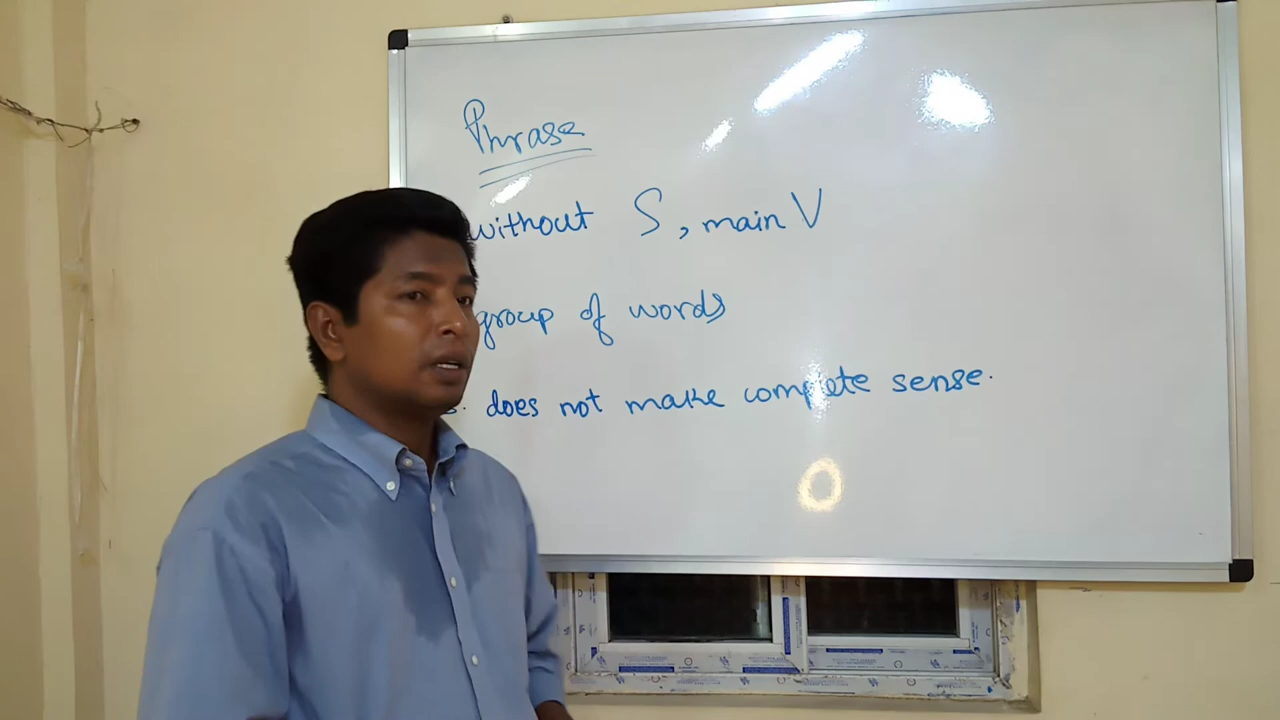 Phrase
without S, main V
group of words
does not make complete sense.